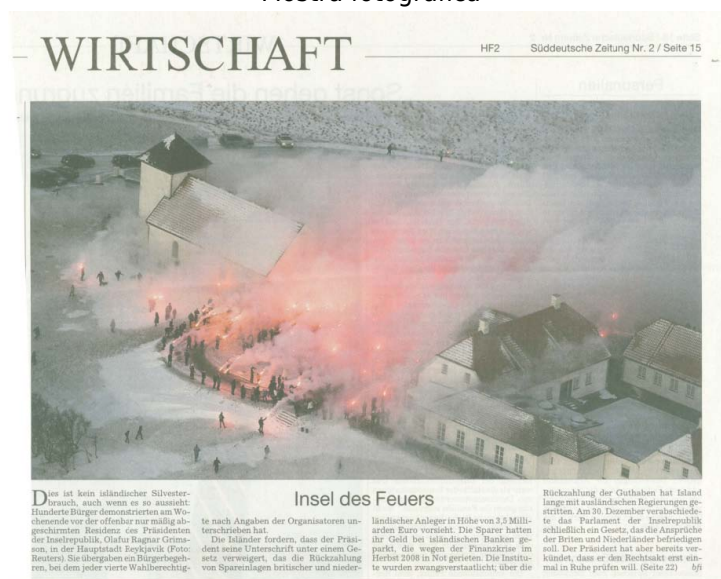 Mostra fotografica
WIRTSCHAFT
HF2
Süddeutsche Zeitung Nr. 2 / Seite 15
Insel des Feuers
Dies ist kein isländischer Silvester-
brauch, auch wenn es so aussieht:
Hunderte Bürger demonstrierten am Wo-
chenende vor der offenbar nur mäßig ab-
geschirmten Residenz des Präsidenten
der Inselrepublik, Olafur Ragnar Grims-
son, in der Hauptstadt Reykjavik (Foto:
Reuters). Sie übergaben ein Bürgerbegeh-
ren, bei dem jeder vierte Wahlberechtig-
te nach Angaben der Organisatoren un-
terschrieben hat.
Die Isländer fordern, dass der Präsi-
dent seine Unterschrift unter einem Ge-
setz verweigert, das die Rückzahlung
von Spareinlagen britischer und nieder-
ländischer Anleger in Höhe von 3,5 Milli-
arden Euro vorsieht. Die Sparer hatten
ihr Geld bei isländischen Banken ge-
parkt, die wegen der Finanzkrise im
Herbst 2008 in Not gerieten. Die Institu-
te wurden zwangsverstaatlicht; über die
Rückzahlung der Guthaben hat Island
lange mit ausländischen Regierungen ge-
stritten. Am 30. Dezember verabschiede-
te das Parlament der Inselrepublik
schließlich ein Gesetz, das die Ansprüche
der Briten und Niederländer befriedigen
soll. Der Präsident hat aber bereits ver-
kündet, dass er den Rechtsakt erst ein-
mal in Ruhe prüfen will. (Seite 22) bfi